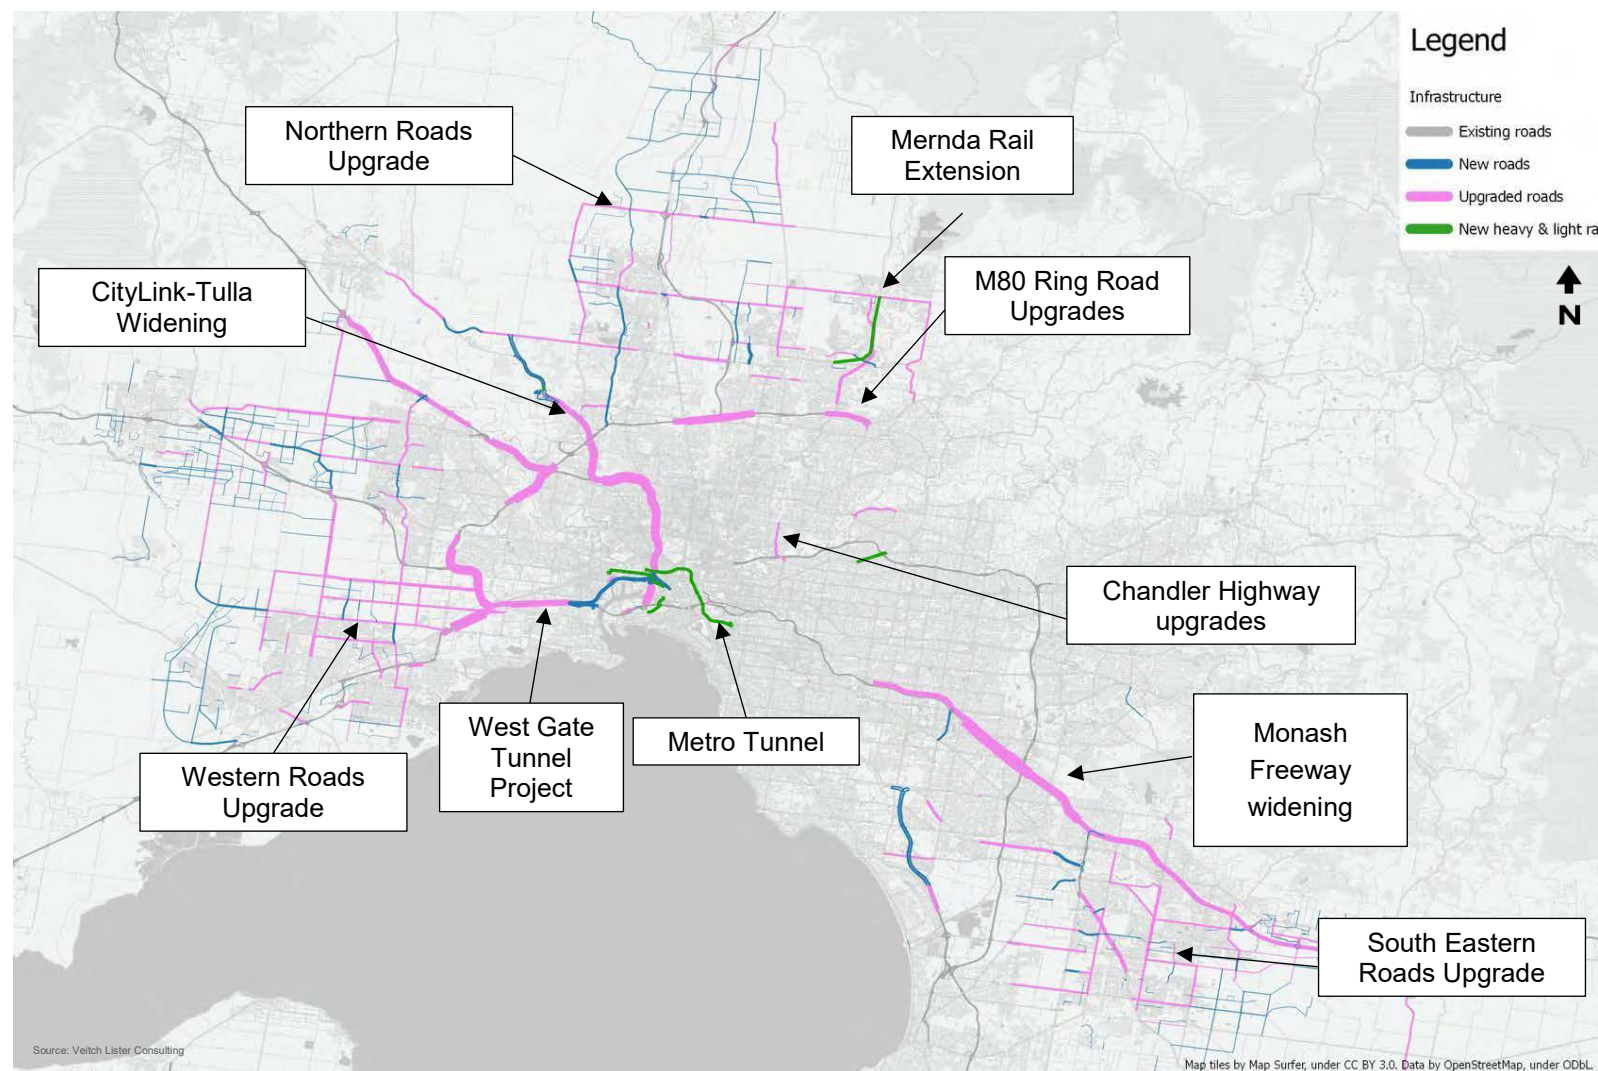 Legend
Infrastructure
Existing roads
New roads
Upgraded roads
New heavy & light ra
N
Northern Roads
Upgrade
Mernda Rail
Extension
CityLink-Tulla
Widening
M80 Ring Road
Upgrades
Chandler Highway
upgrades
West Gate
Tunnel
Project
Metro Tunnel
Monash
Freeway
widening
Western Roads
Upgrade
South Eastern
Roads Upgrade
Source: Veitch Lister Consulting
Map tiles by Map Surfer, under CC BY 3.0. Data by OpenStreetMap, under ODbL